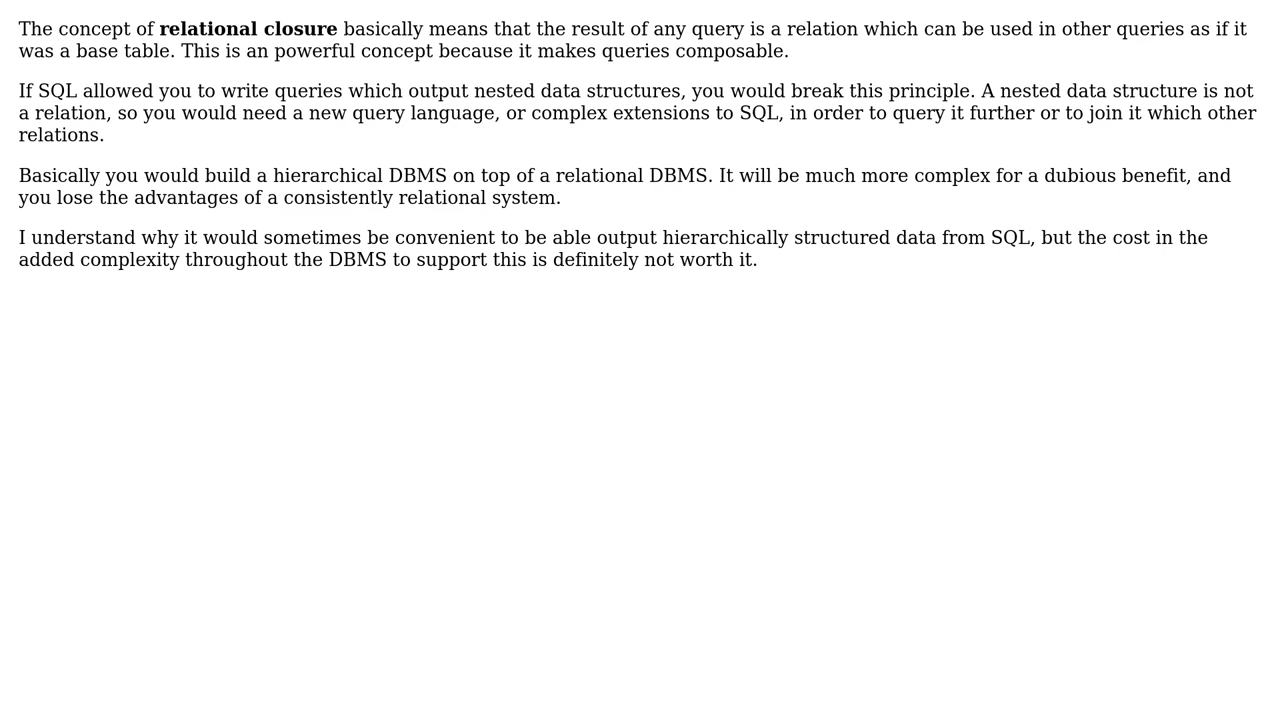 The concept of relational closure basically means that the result of any query is a relation which can be used in other queries as if it
was a base table. This is an powerful concept because it makes queries composable.
If SQL allowed you to write queries which output nested data structures, you would break this principle. A nested data structure is not
a relation, so you would need a new query language, or complex extensions to SQL, in order to query it further or to join it which other
relations.
Basically you would build a hierarchical DBMS on top of a relational DBMS. It will be much more complex for a dubious benefit, and
you lose the advantages of a consistently relational system.
I understand why it would sometimes be convenient to be able output hierarchically structured data from SQL, but the cost in the
added complexity throughout the DBMS to support this is definitely not worth it.